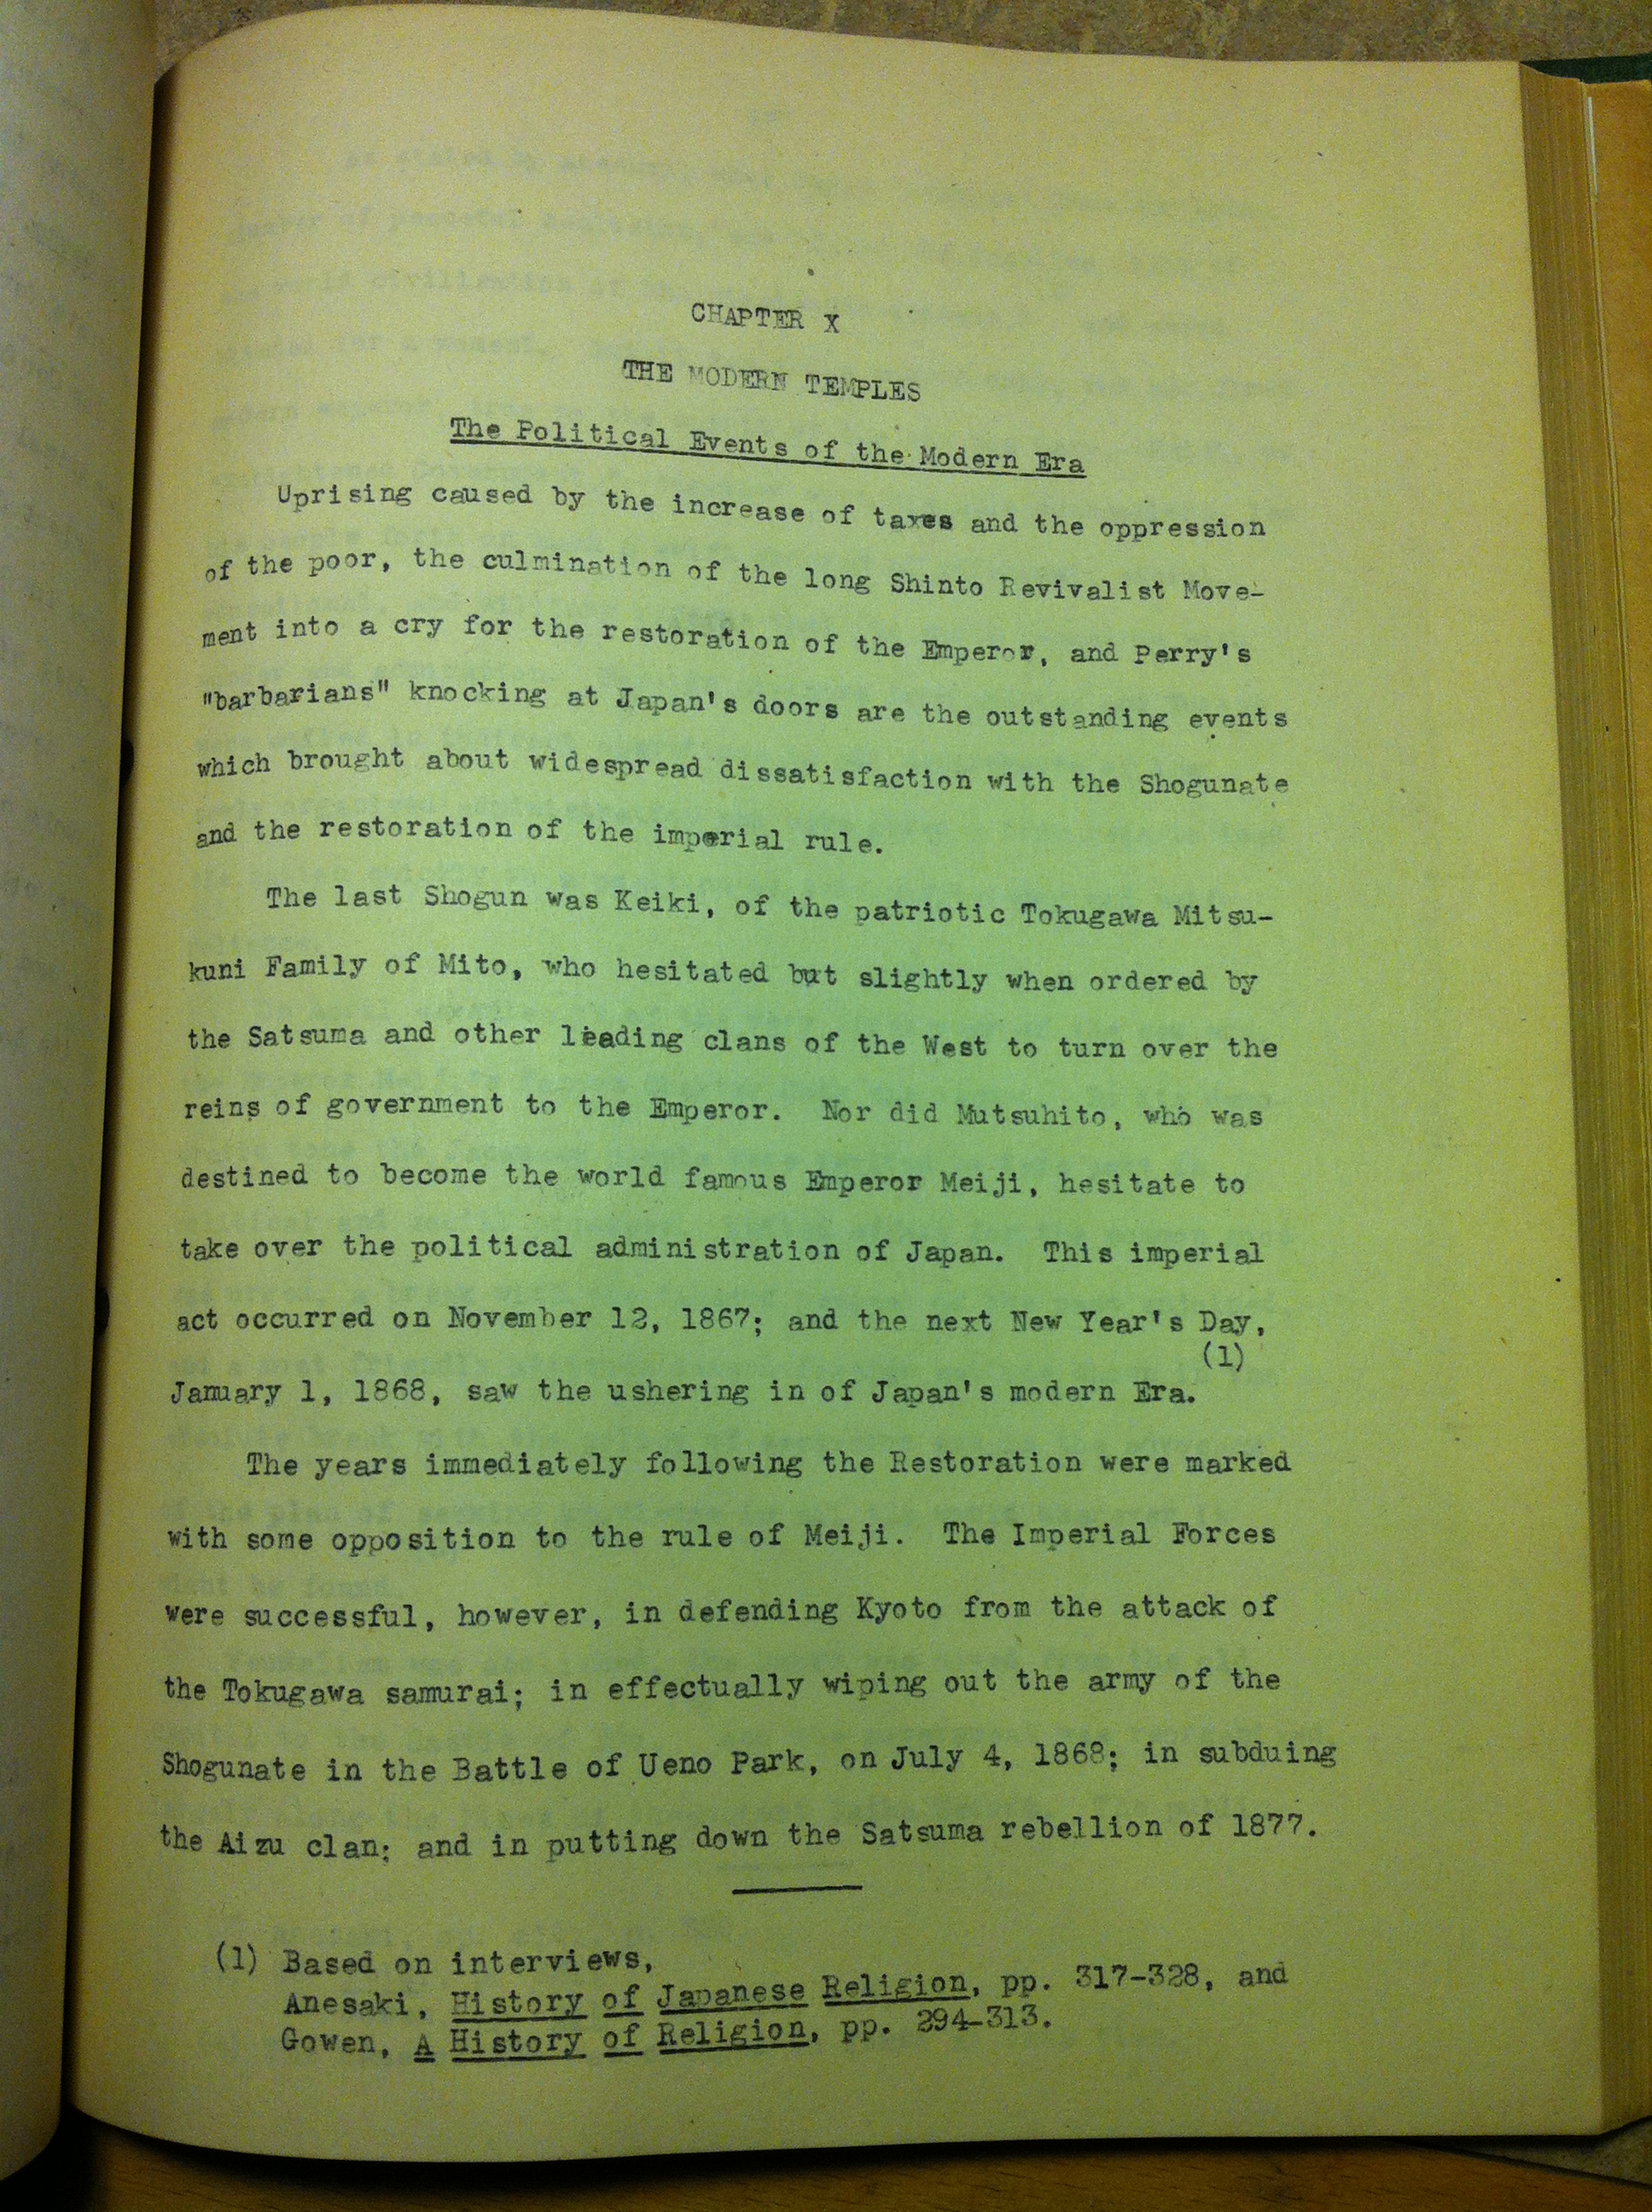 CHAPTER X
THE MODERN TEMPLES
The Political Events of the Modern Era
Uprising caused by the increase of taxes and the oppression
of the poor, the culmination of the long Shinto Revivalist Move-
ment into a cry for the restoration of the Emperor, and Perry's
"barbarians" knocking at Japan's doors are the outstanding events
which brought about widespread dissatisfaction with the Shogunate
and the restoration of the imperial rule.
The last Shogun was Keiki, of the patriotic Tokugawa Mitsu-
kuni Family of Mito, who hesitated but slightly when ordered by
the Satsuma and other leading clans of the West to turn over the
reins of government to the Emperor. Nor did Mutsuhito, who was
destined to become the world famous Emperor Meiji, hesitate to
take over the political administration of Japan. This imperial
act occurred on November 12, 1867; and the next New Year's Day,
(1)
January 1, 1868, saw the ushering in of Japan's modern Era.
The years immediately following the Restoration were marked
with some opposition to the rule of Meiji. The Imperial Forces
were successful, however, in defending Kyoto from the attack of
the Tokugawa samurai; in effectually wiping out the army of the
Shogunate in the Battle of Ueno Park, on July 4, 1868; in subduing
the Aizu clan; and in putting down the Satsuma rebellion of 1877.
(1) Based on interviews,
Anesaki, History of Japanese Religion, pp. 317-328, and
Gowen, A History of Religion, pp. 294-313.